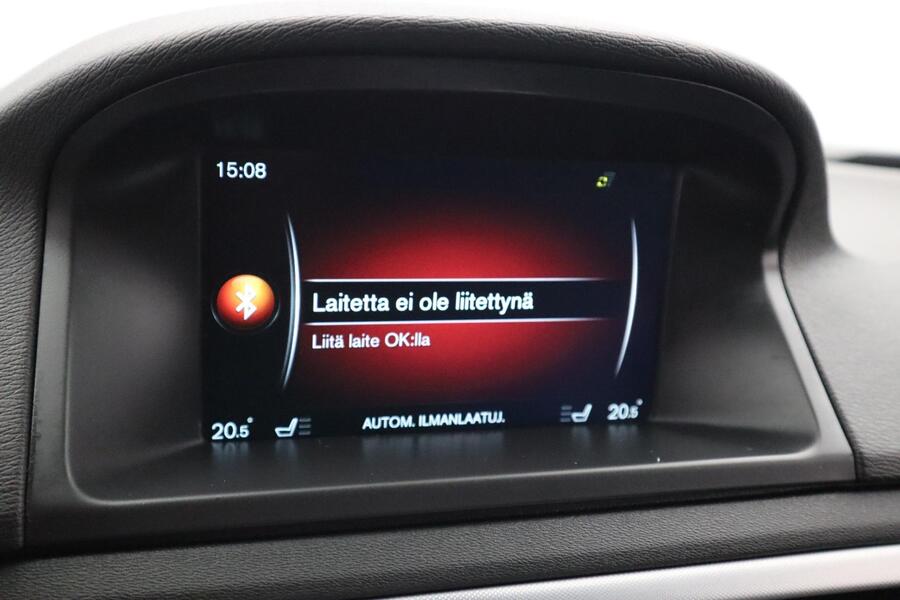 15:08
Laitetta ei ole liitettynä
Liitä laite OK:lla
20.5° AUTOM. ILMANLAATUJ. 20.5°